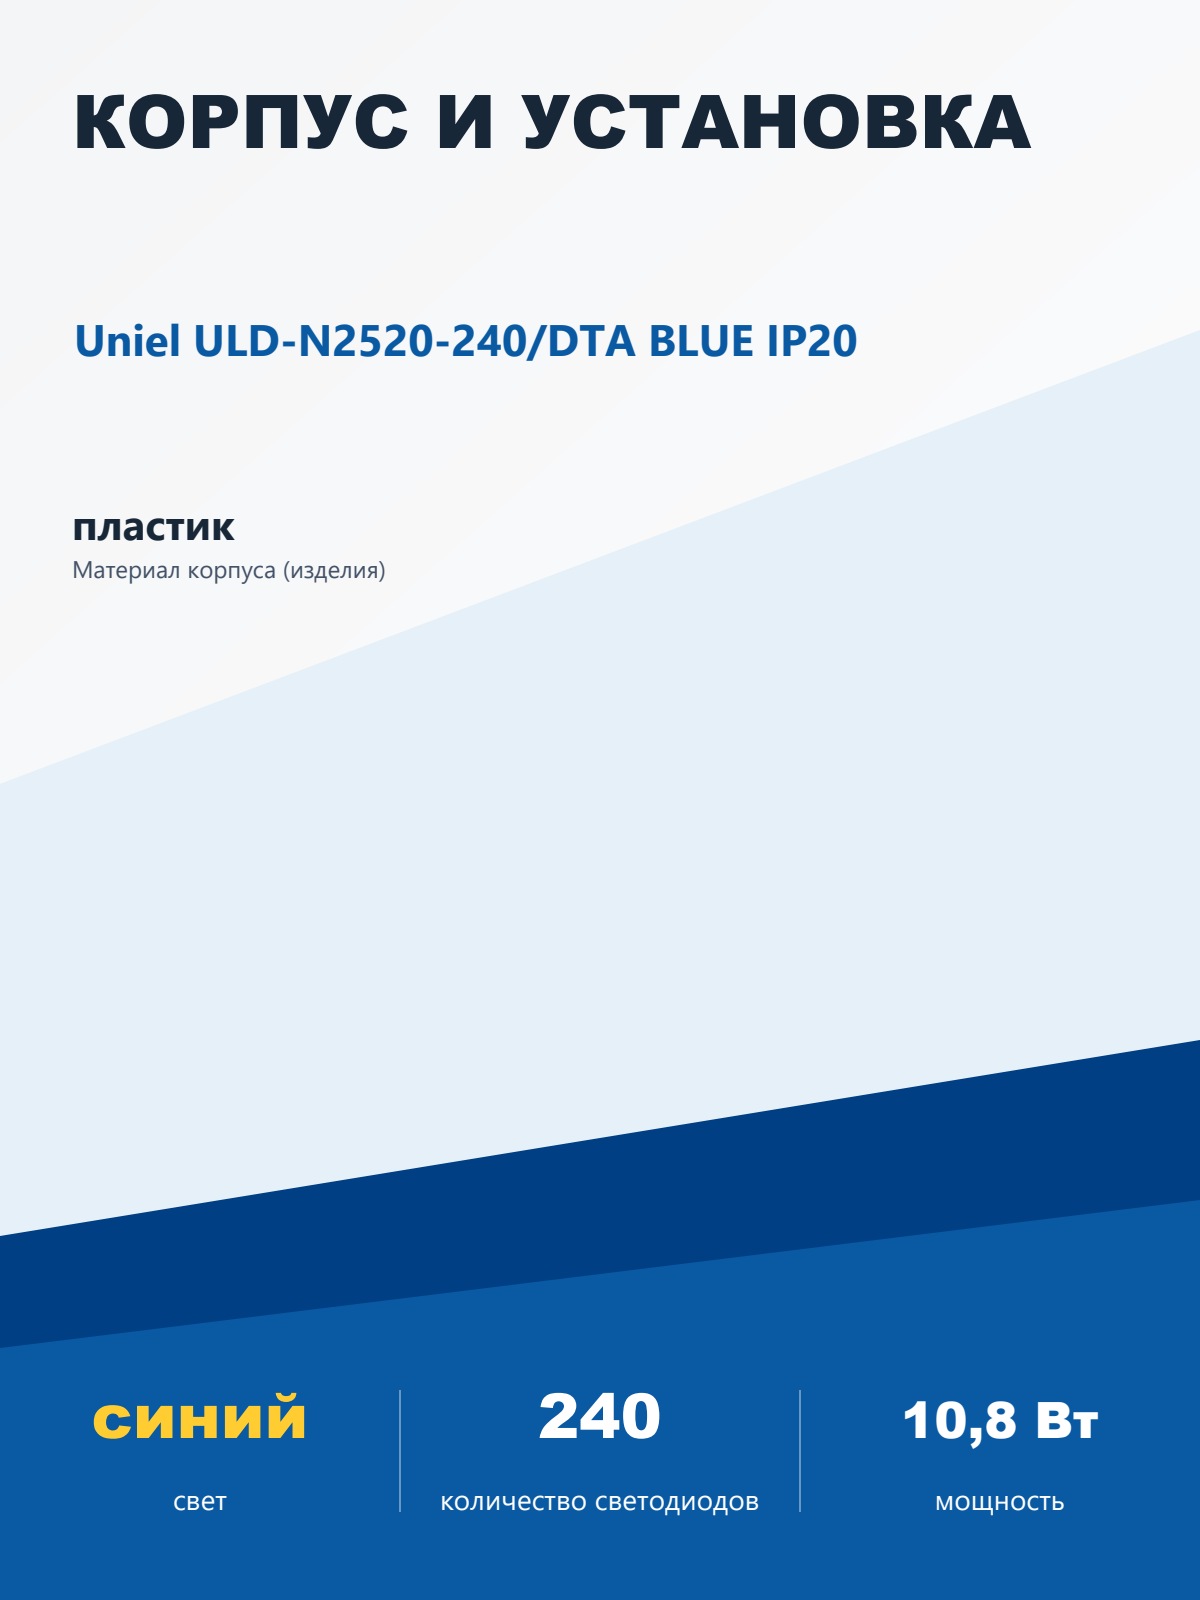 КОРПУС И УСТАНОВКА
Uniel ULD-N2520-240/DTA BLUE IP20
пластик
Материал корпуса (изделия)
синий
свет
240
количество светодиодов
10,8 Вт
мощность